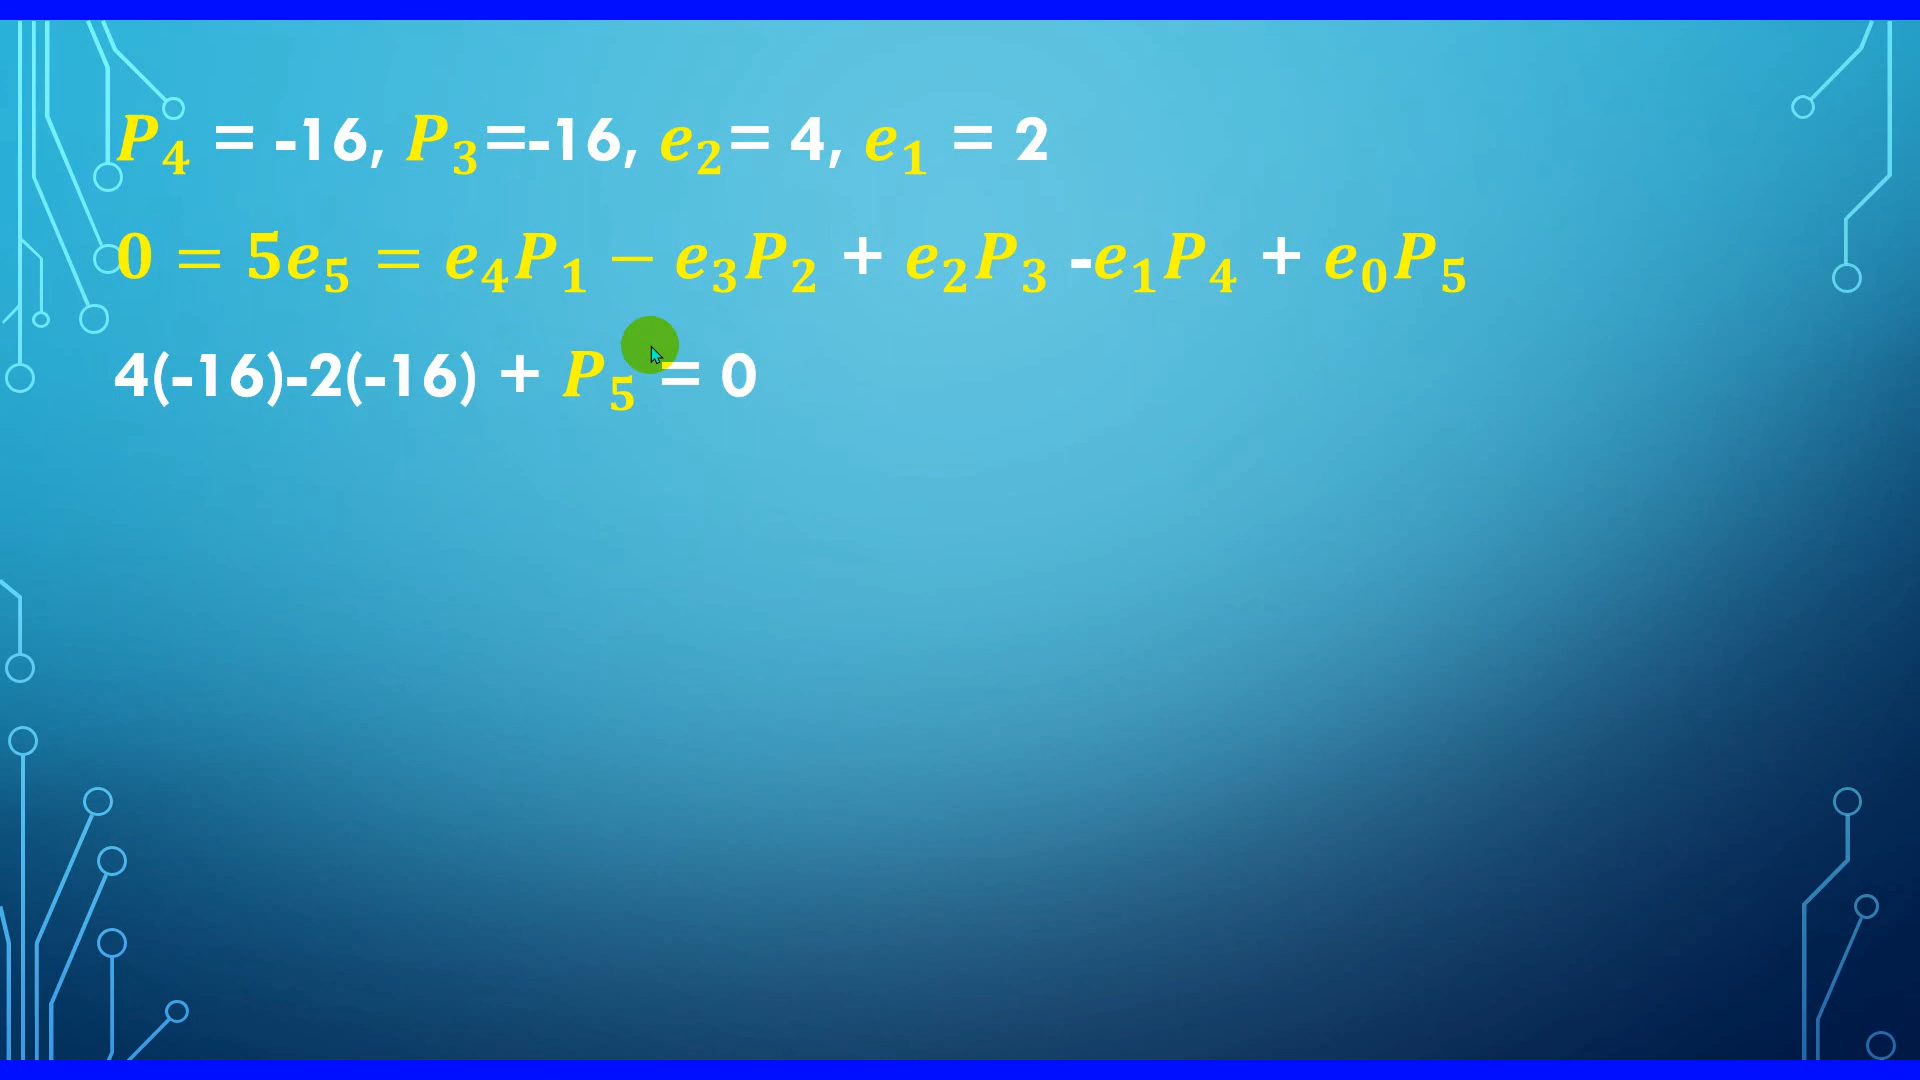 P₄ = -16, P₃=-16, e₂= 4, e₁ = 2
0 = 5e₅ = e₄P₁ − e₃P₂ + e₂P₃ -e₁P₄ + e₀P₅
4(-16)-2(-16) + P₅ = 0